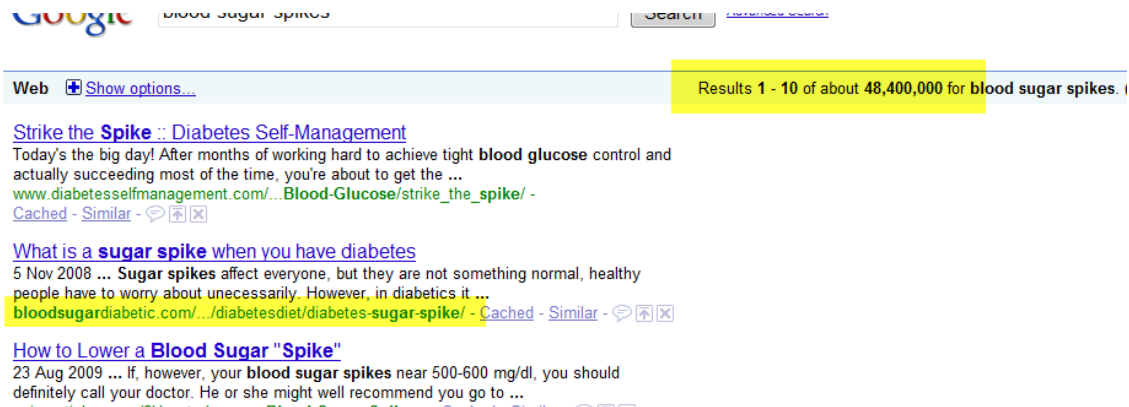 Google blood sugar spikes Search Advanced Search
Web Show options... Results 1 - 10 of about 48,400,000 for blood sugar spikes. (
Strike the Spike :: Diabetes Self-Management
Today's the big day! After months of working hard to achieve tight blood glucose control and
actually succeeding most of the time, you're about to get the ...
www.diabetesselfmanagement.com/...Blood-Glucose/strike_the_spike/ -
Cached - Similar -
What is a sugar spike when you have diabetes
5 Nov 2008 ... Sugar spikes affect everyone, but they are not something normal, healthy
people have to worry about unecessarily. However, in diabetics it ...
bloodsugardiabetic.com/.../diabetesdiet/diabetes-sugar-spike/ - Cached - Similar -
How to Lower a Blood Sugar "Spike"
23 Aug 2009 ... If, however, your blood sugar spikes near 500-600 mg/dl, you should
definitely call your doctor. He or she might well recommend you go to ...